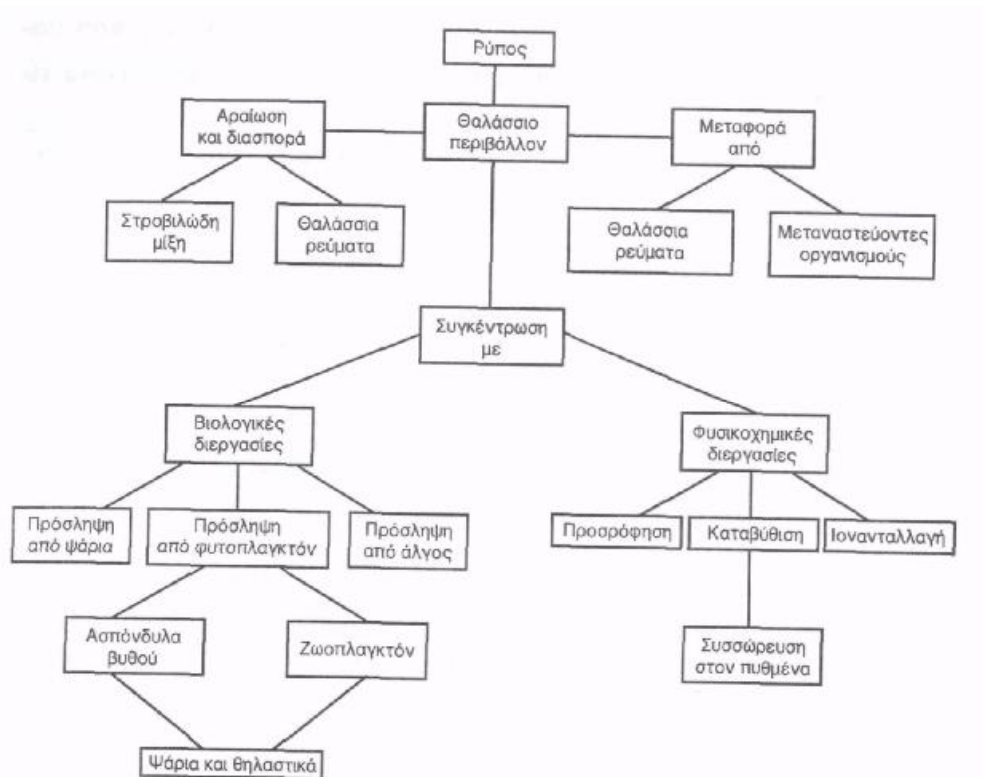 Ρύπος
Αραίωση
και διασπορά
Θαλάσσιο
περιβάλλον
Μεταφορά
από
Στροβιλώδη
μίξη
Θαλάσσια
ρεύματα
Θαλάσσια
ρεύματα
Μεταναστεύοντες
οργανισμούς
Συγκέντρωση
με
Βιολογικές
διεργασίες
Φυσικοχημικές
διεργασίες
Πρόσληψη
από ψάρια
Πρόσληψη
από φυτοπλαγκτόν
Πρόσληψη
από άλγος
Προσρόφηση
Καταβύθιση
Ιονανταλλαγή
Ασπόνδυλα
βυθού
Ζωοπλαγκτόν
Συσσώρευση
στον πυθμένα
Ψάρια και θηλαστικά